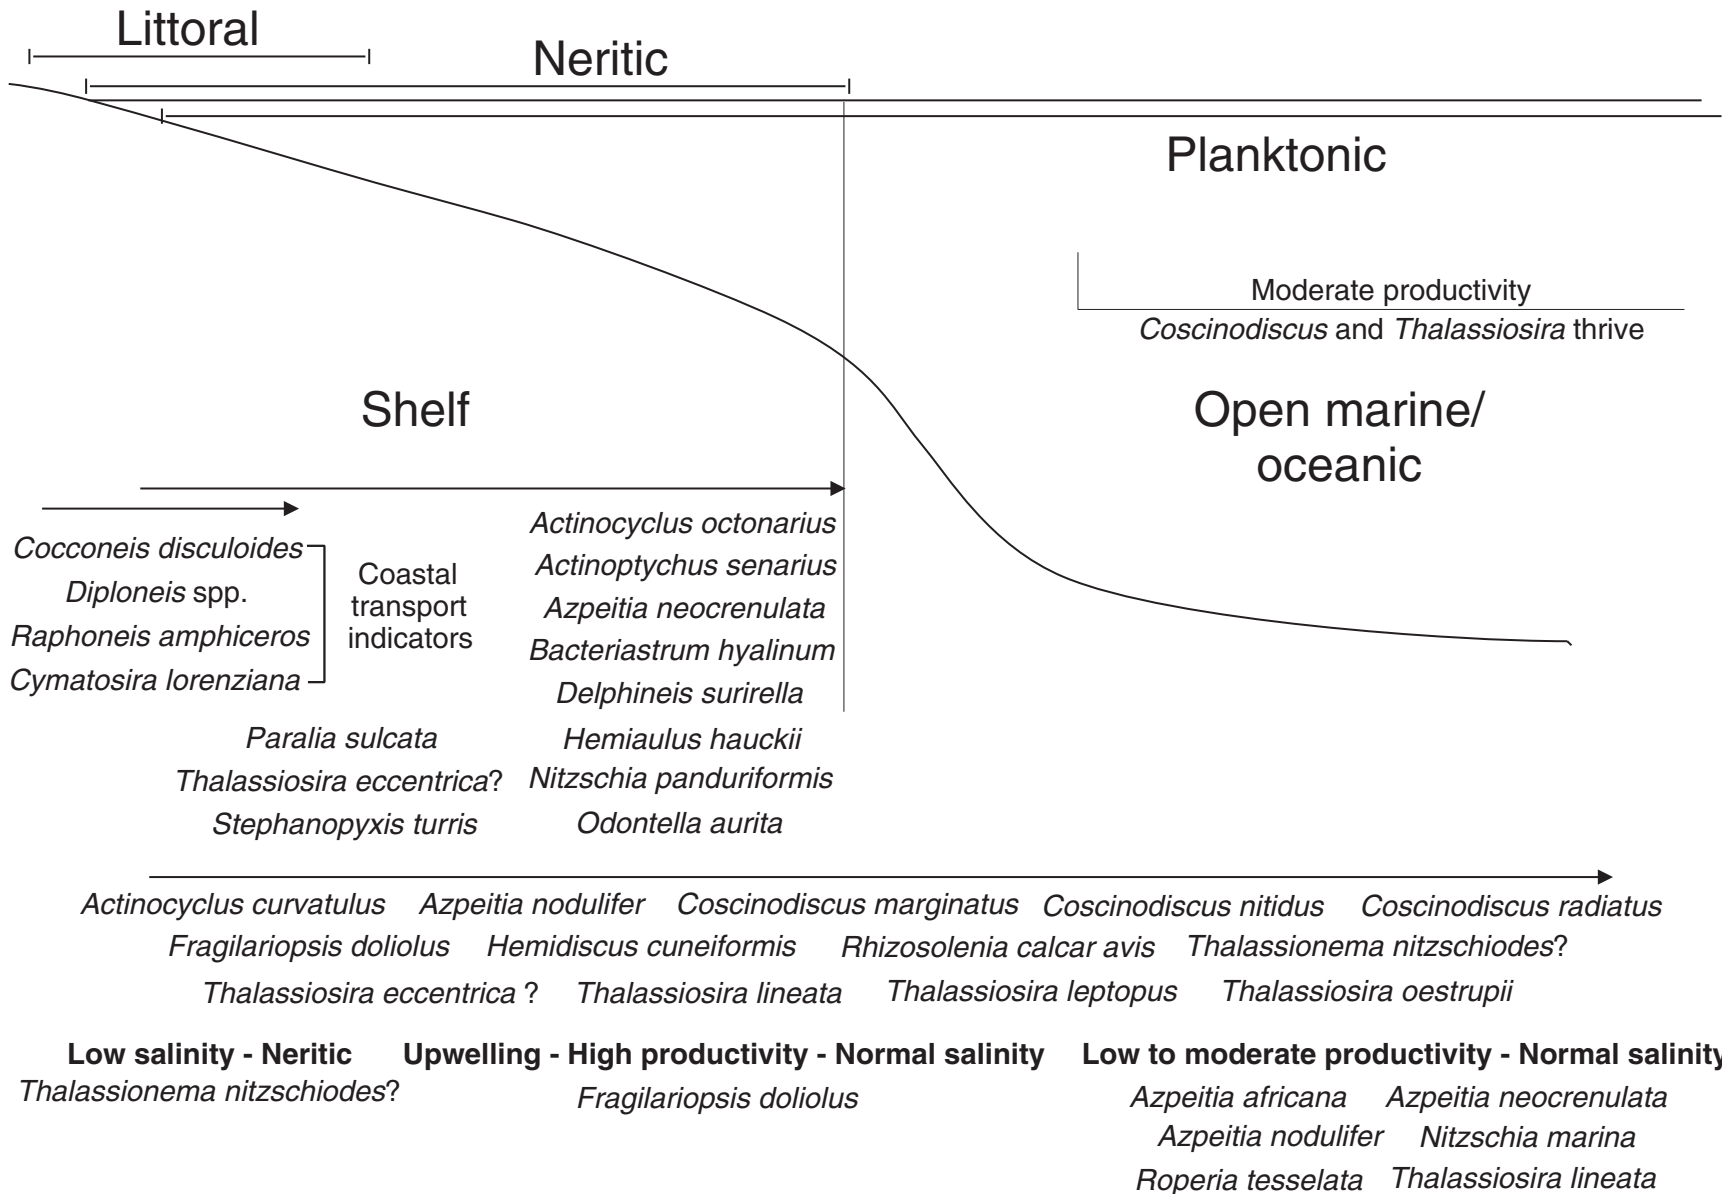 Littoral
Neritic
Planktonic
Moderate productivity
Coscinodiscus and Thalassiosira thrive
Shelf
Open marine/
oceanic
Cocconeis disculoides
Diploneis spp.
Raphoneis amphiceros
Cymatosira lorenziana
Coastal
transport
indicators
Actinocyclus octonarius
Actinoptychus senarius
Azpeitia neocrenulata
Bacteriastrum hyalinum
Delphineis surirella
Paralia sulcata
Thalassiosira eccentrica?
Stephanopyxis turris
Hemiaulus hauckii
Nitzschia panduriformis
Odontella aurita
Actinocyclus curvatulus Azpeitia nodulifer Coscinodiscus marginatus Coscinodiscus nitidus Coscinodiscus radiatus
Fragilariopsis doliolus Hemidiscus cuneiformis Rhizosolenia calcar avis Thalassionema nitzschiodes?
Thalassiosira eccentrica ? Thalassiosira lineata Thalassiosira leptopus Thalassiosira oestrupii
Low salinity - Neritic
Thalassionema nitzschiodes?
Upwelling - High productivity - Normal salinity
Fragilariopsis doliolus
Low to moderate productivity - Normal salinity
Azpeitia africana Azpeitia neocrenulata
Azpeitia nodulifer Nitzschia marina
Roperia tesselata Thalassiosira lineata